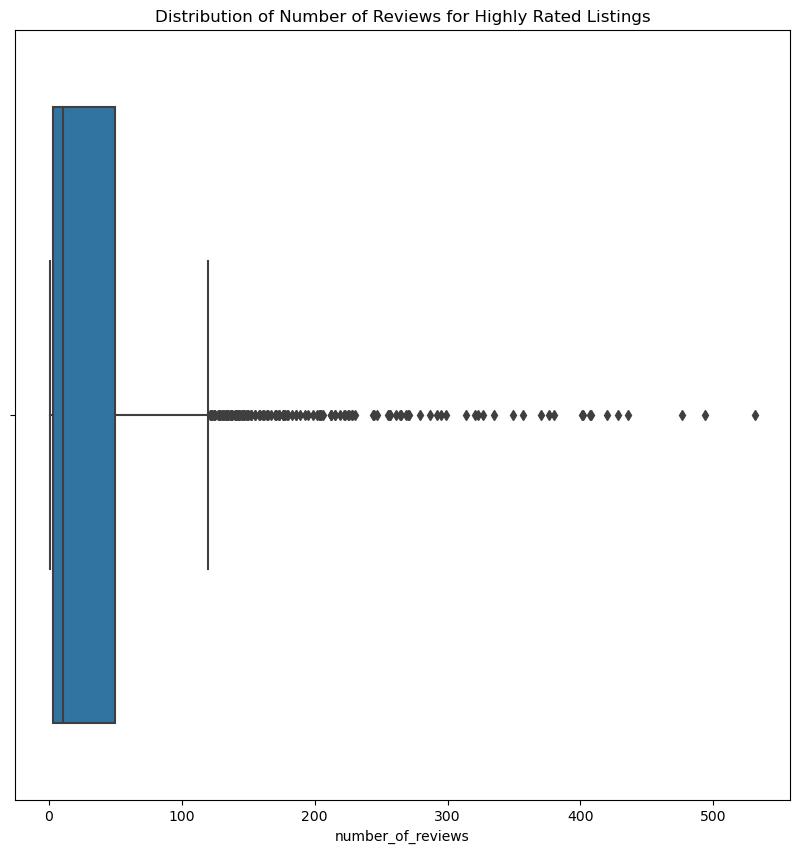 Distribution of Number of Reviews for Highly Rated Listings
0 100 200 300 400 500
number_of_reviews